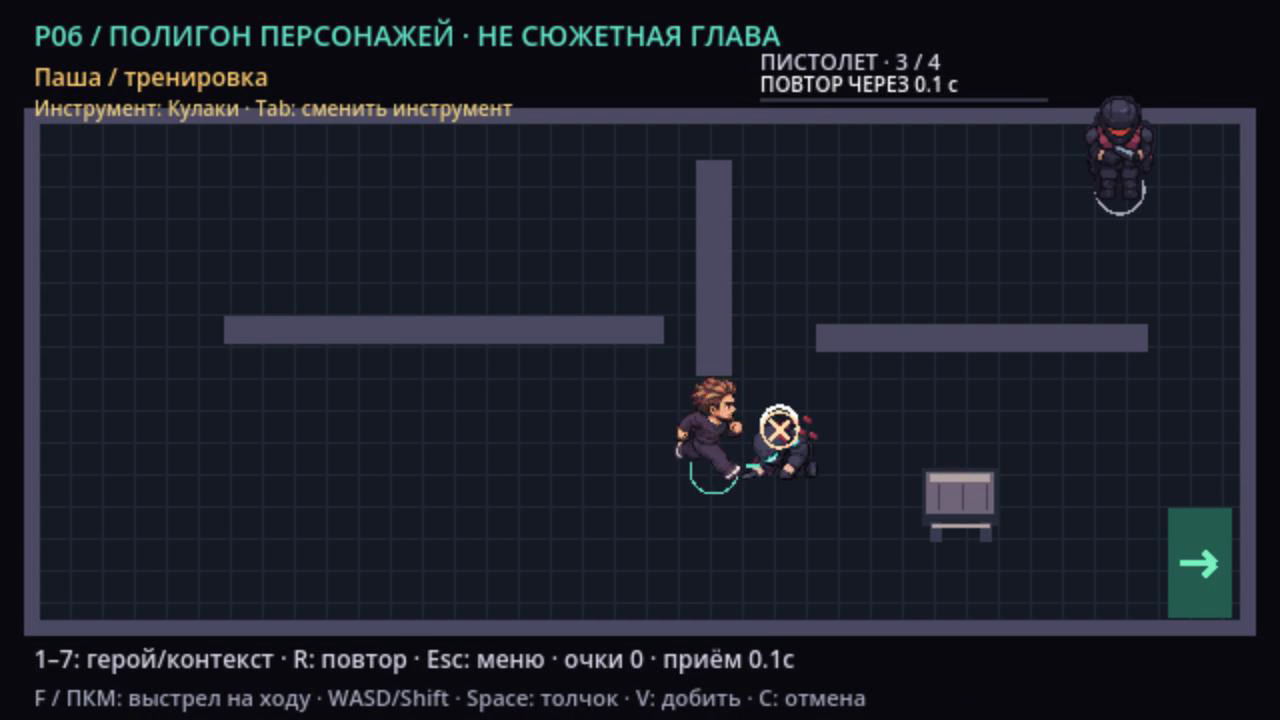 P06 / ПОЛИГОН ПЕРСОНАЖЕЙ · НЕ СЮЖЕТНАЯ ГЛАВА
ПИСТОЛЕТ · 3 / 4
Паша / тренировка
ПОВТОР ЧЕРЕЗ 0.1 с
Инструмент: Кулаки · Tab: сменить инструмент
1–7: герой/контекст · R: повтор · Esc: меню · очки 0 · приём 0.1с
F / ПКМ: выстрел на ходу · WASD/Shift · Space: толчок · V: добить · C: отмена